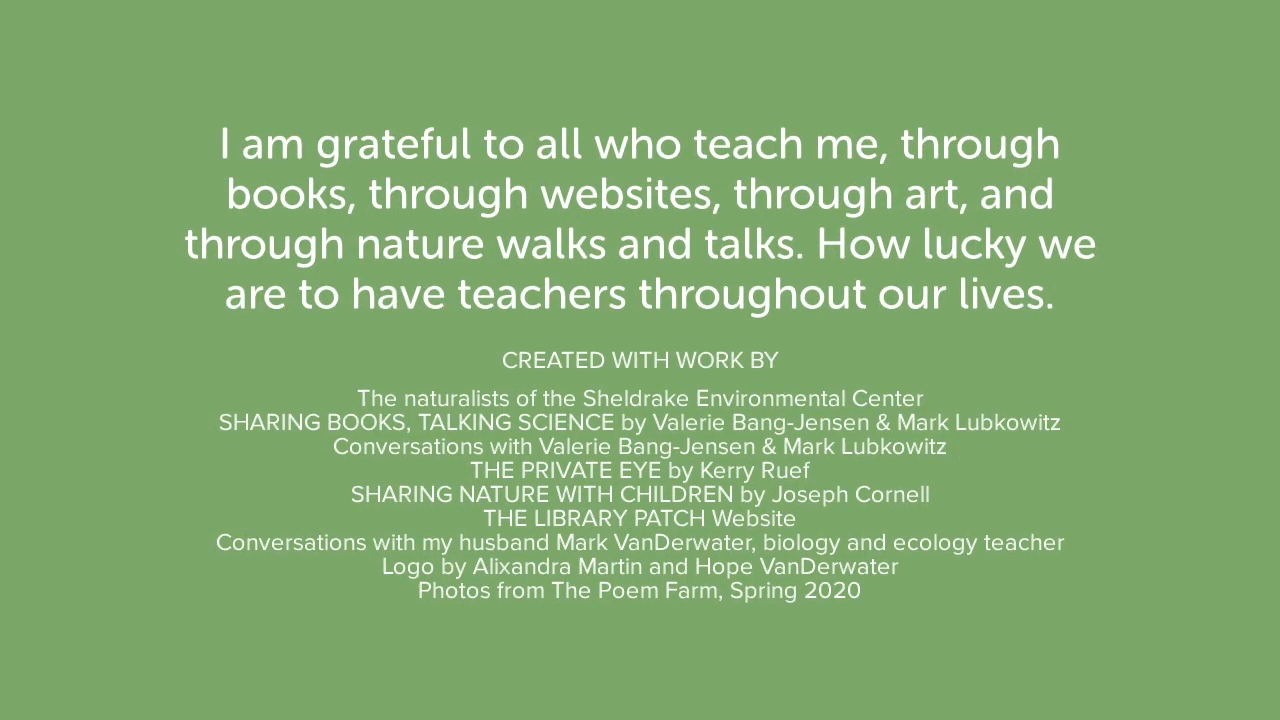 I am grateful to all who teach me, through
books, through websites, through art, and
through nature walks and talks. How lucky we
are to have teachers throughout our lives.
CREATED WITH WORK BY
The naturalists of the Sheldrake Environmental Center
SHARING BOOKS, TALKING SCIENCE by Valerie Bang-Jensen & Mark Lubkowitz
Conversations with Valerie Bang-Jensen & Mark Lubkowitz
THE PRIVATE EYE by Kerry Ruef
SHARING NATURE WITH CHILDREN by Joseph Cornell
THE LIBRARY PATCH Website
Conversations with my husband Mark VanDerwater, biology and ecology teacher
Logo by Alixandra Martin and Hope VanDerwater
Photos from The Poem Farm, Spring 2020